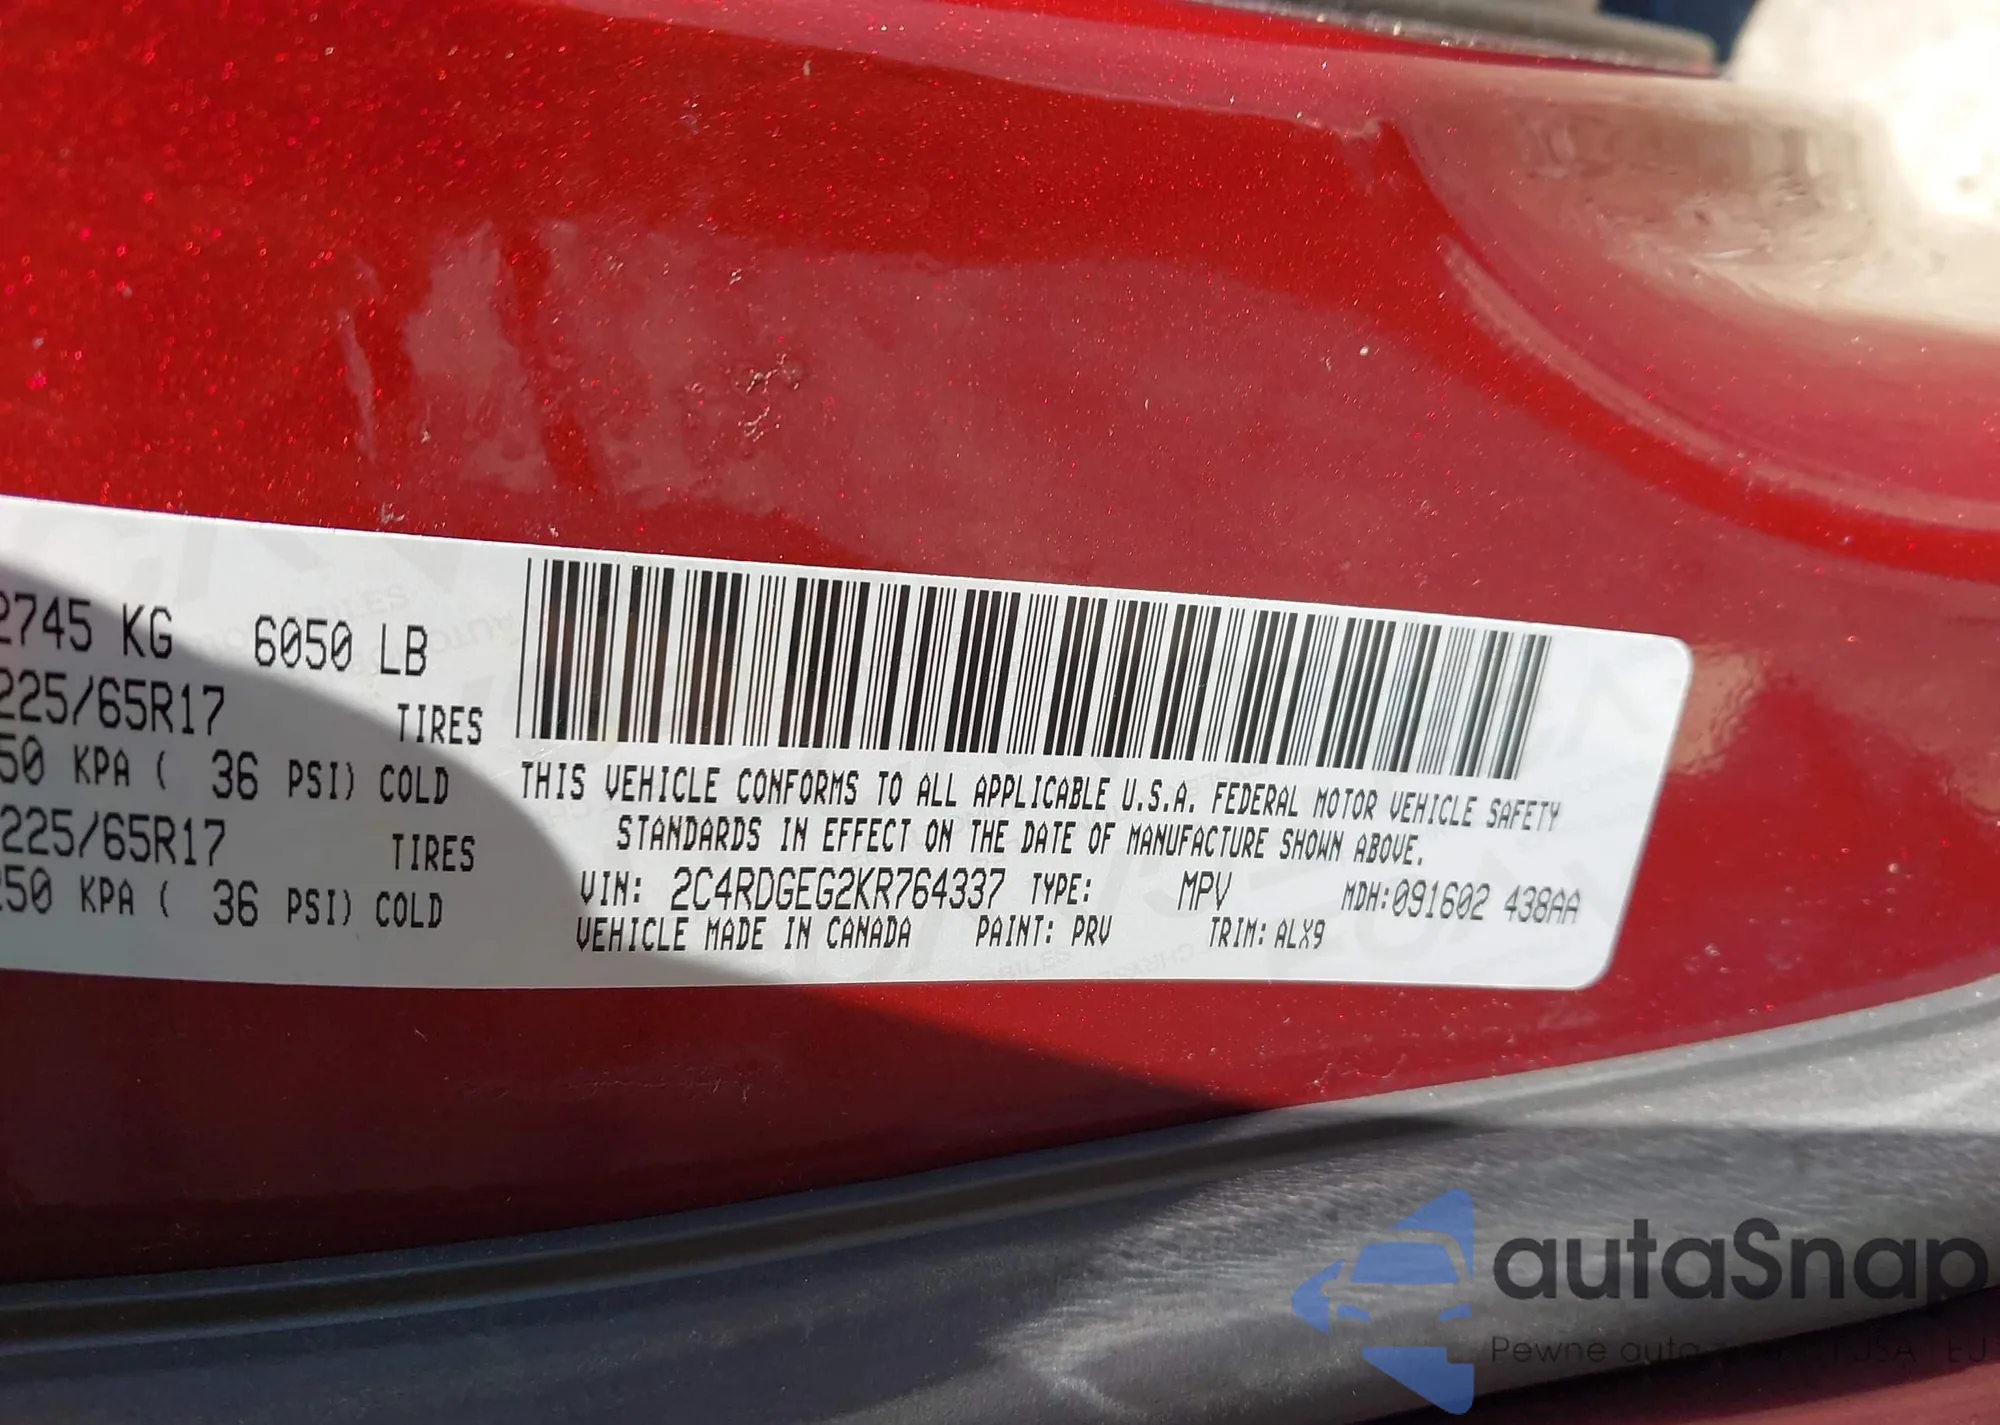 2745 KG 6050 LB
225/65R17 TIRES
50 KPA ( 36 PSI) COLD
225/65R17 TIRES
250 KPA ( 36 PSI) COLD
THIS VEHICLE CONFORMS TO ALL APPLICABLE U.S.A. FEDERAL MOTOR VEHICLE SAFETY
STANDARDS IN EFFECT ON THE DATE OF MANUFACTURE SHOWN ABOVE.
VIN: 2C4RDGEG2KR764337 TYPE: MPV MDH:091602 438AA
VEHICLE MADE IN CANADA PAINT: PRV TRIM: ALX9
autaSnap
Pewne auta